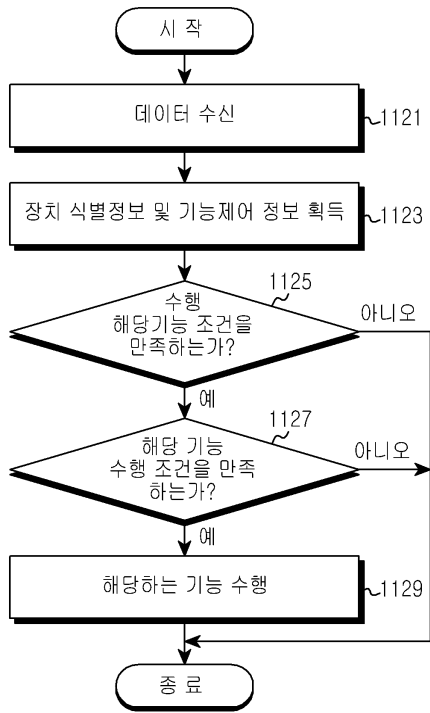 시 작
데이터 수신
1121
장치 식별정보 및 기능제어 정보 획득
1123
1125
수행
해당기능 조건을
만족하는가?
아니오
예
1127
해당 기능
수행 조건을 만족
하는가?
아니오
예
해당하는 기능 수행
1129
종 료